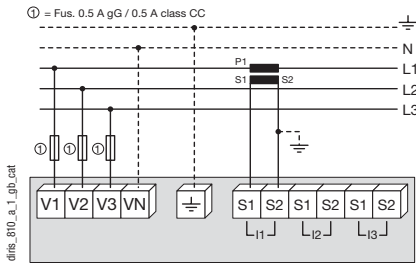 ① = Fus. 0.5 A gG / 0.5 A class CC
N
P1
L1
S1 S2
L2
L3
① ① ①
V1 V2 V3 VN S1 S2 S1 S2 S1 S2
I1 I2 I3
diris_810_a_1_gb_cat